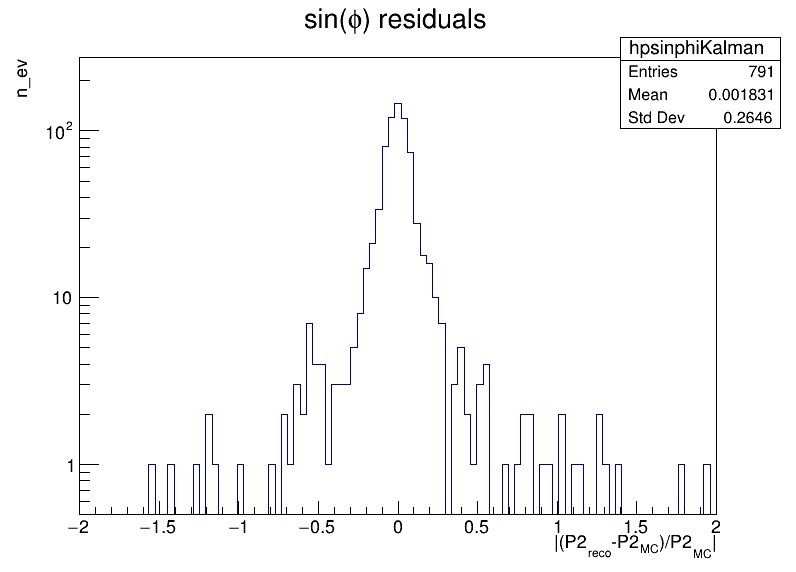 sin(ϕ) residuals
hpsinphiKalman
Entries 791
Mean 0.001831
Std Dev 0.2646
n_ev
10²
10
1
−2 −1.5 −1 −0.5 0 0.5 1 1.5 2
|(P2reco-P2MC)/P2MC|